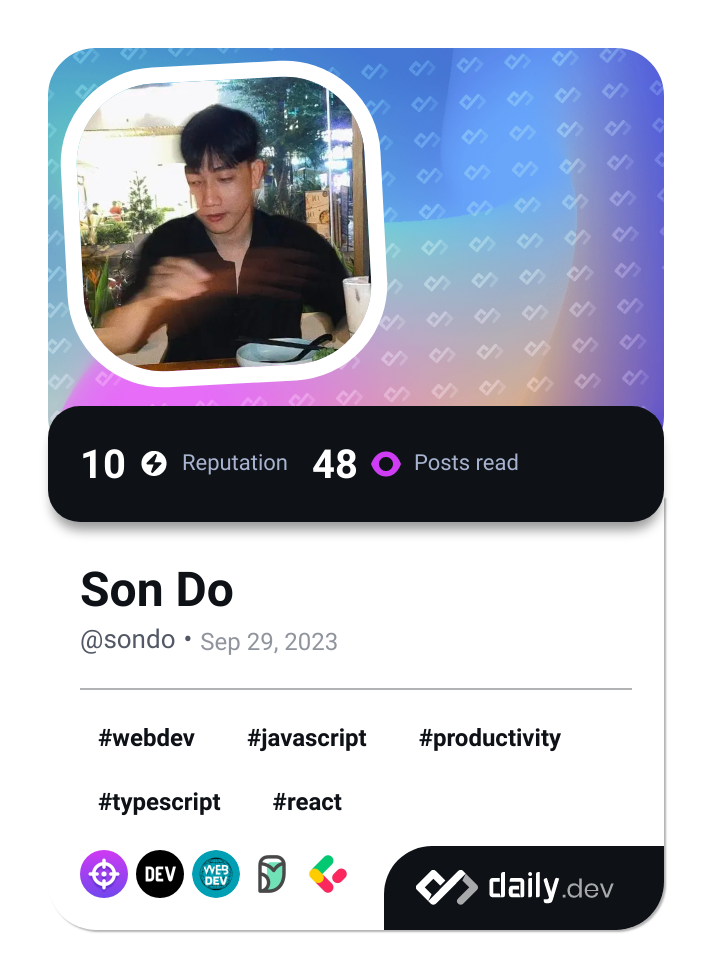 10 Reputation 48 Posts read
Son Do
@sondo • Sep 29, 2023
#webdev #javascript #productivity
#typescript #react
DEV WEB DEV
daily.dev